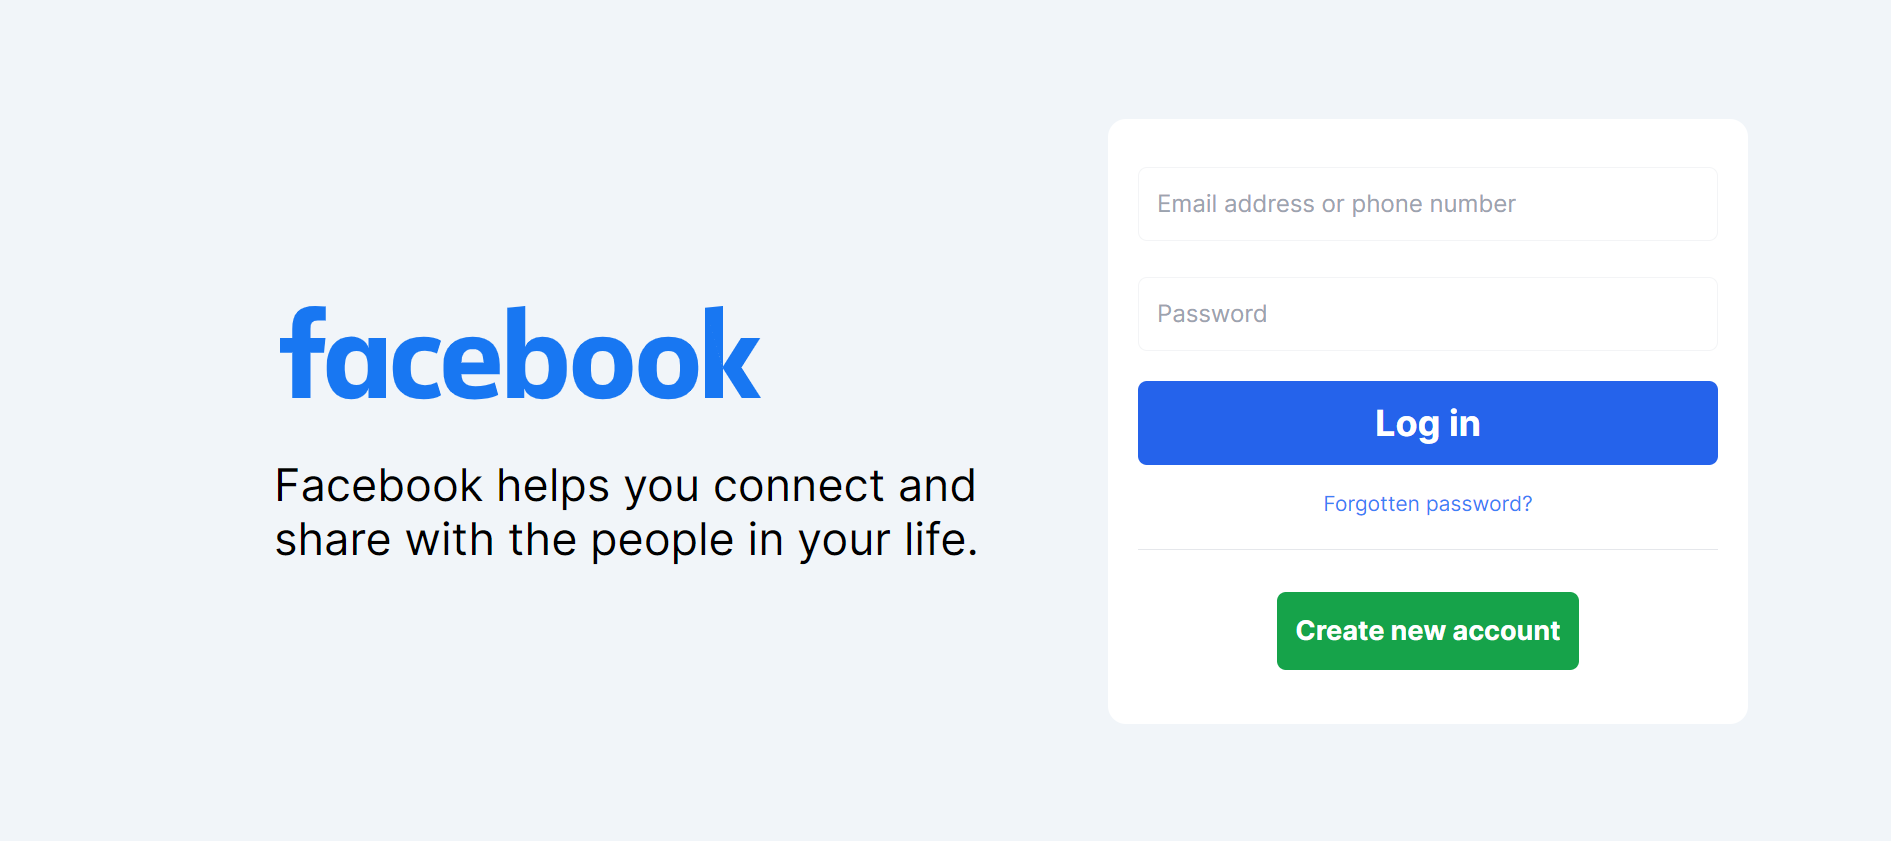 facebook
Facebook helps you connect and
share with the people in your life.
Email address or phone number
Password
Log in
Forgotten password?
Create new account